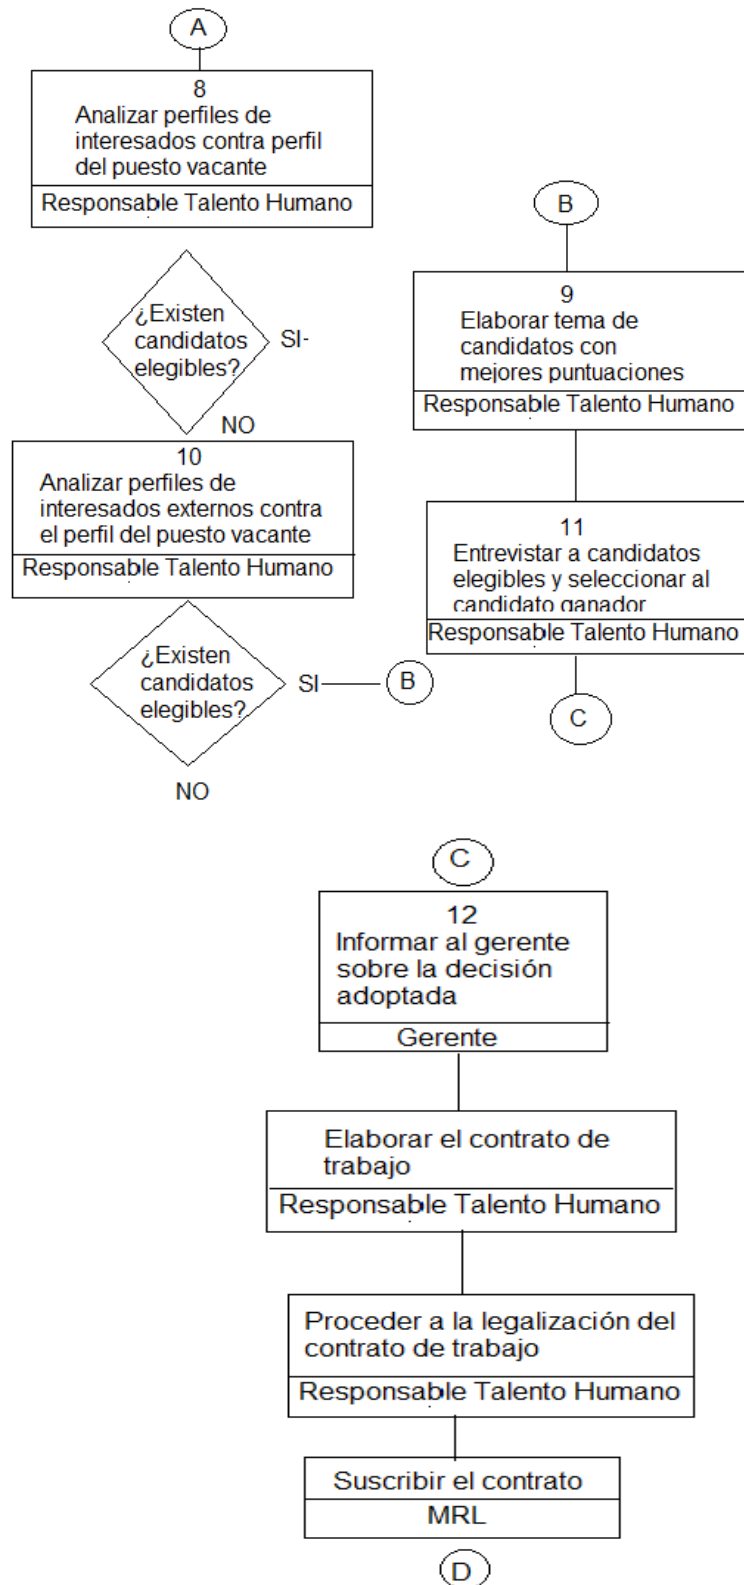 A
8
Analizar perfiles de
interesados contra perfil
del puesto vacante
Responsable Talento Humano
¿Existen
candidatos
elegibles?
SI-
NO
10
Analizar perfiles de
interesados externos contra
el perfil del puesto vacante
Responsable Talento Humano
¿Existen
candidatos
elegibles?
SI
B
NO
B
9
Elaborar tema de
candidatos con
mejores puntuaciones
Responsable Talento Humano
11
Entrevistar a candidatos
elegibles y seleccionar al
candidato ganador
Responsable Talento Humano
C
C
12
Informar al gerente
sobre la decisión
adoptada
Gerente
Elaborar el contrato de
trabajo
Responsable Talento Humano
Proceder a la legalización del
contrato de trabajo
Responsable Talento Humano
Suscribir el contrato
MRL
D